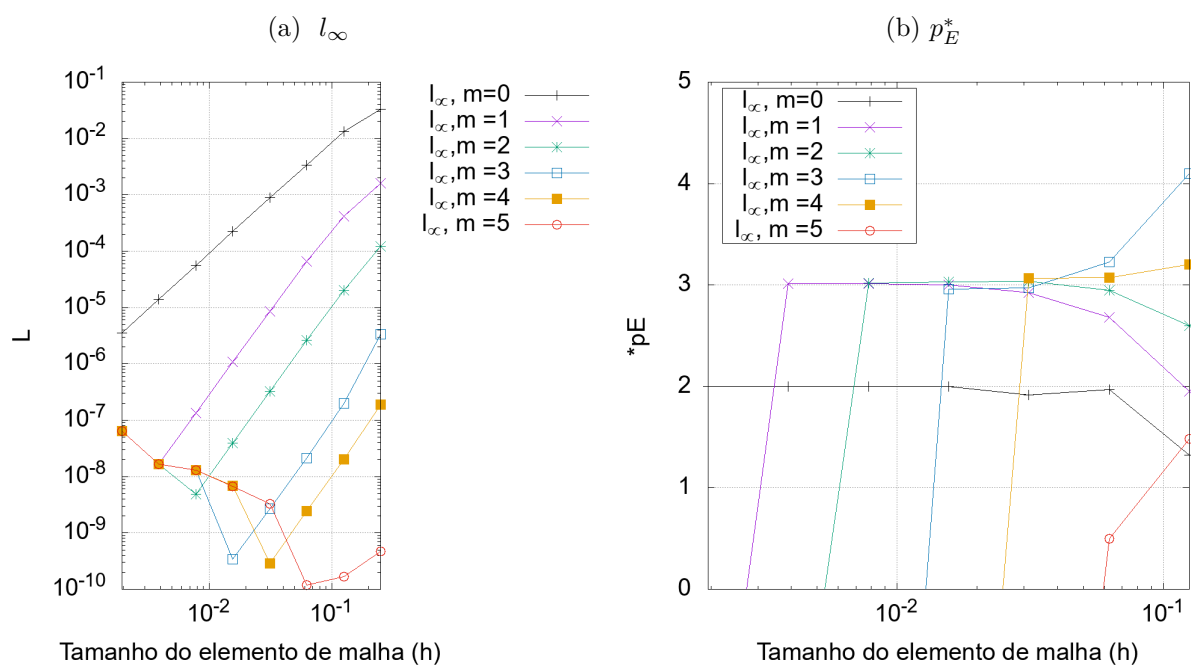 (a) l∞
(b) p*E
10-1
10-2
10-3
10-4
10-5
10-6
10-7
10-8
10-9
10-10
L
10-2
10-1
Tamanho do elemento de malha (h)
l∞, m=0
l∞,m =1
l∞,m =2
l∞,m =3
l∞,m =4
l∞, m =5
5
4
3
2
1
0
*pE
l∞, m=0
l∞,m =1
l∞,m =2
l∞,m =3
l∞,m =4
l∞, m =5
10-2
10-1
Tamanho do elemento de malha (h)